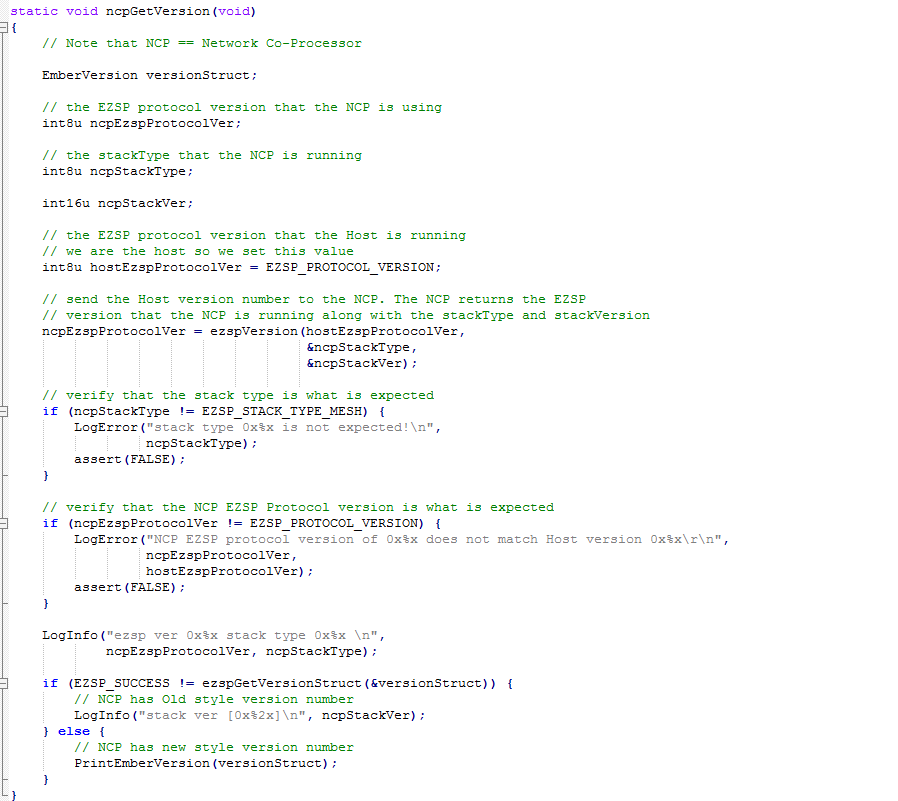 static void ncpGetVersion(void)
{
    // Note that NCP == Network Co-Processor

    EmberVersion versionStruct;

    // the EZSP protocol version that the NCP is using
    int8u ncpEzspProtocolVer;

    // the stackType that the NCP is running
    int8u ncpStackType;

    int16u ncpStackVer;

    // the EZSP protocol version that the Host is running
    // we are the host so we set this value
    int8u hostEzspProtocolVer = EZSP_PROTOCOL_VERSION;

    // send the Host version number to the NCP. The NCP returns the EZSP
    // version that the NCP is running along with the stackType and stackVersion
    ncpEzspProtocolVer = ezspVersion(hostEzspProtocolVer,
                                     &ncpStackType,
                                     &ncpStackVer);

    // verify that the stack type is what is expected
    if (ncpStackType != EZSP_STACK_TYPE_MESH) {
        LogError("stack type 0x%x is not expected!\n",
                 ncpStackType);
        assert(FALSE);
    }

    // verify that the NCP EZSP Protocol version is what is expected
    if (ncpEzspProtocolVer != EZSP_PROTOCOL_VERSION) {
        LogError("NCP EZSP protocol version of 0x%x does not match Host version 0x%x\r\n",
                 ncpEzspProtocolVer,
                 hostEzspProtocolVer);
        assert(FALSE);
    }

    LogInfo("ezsp ver 0x%x stack type 0x%x \n",
            ncpEzspProtocolVer, ncpStackType);

    if (EZSP_SUCCESS != ezspGetVersionStruct(&versionStruct)) {
        // NCP has Old style version number
        LogInfo("stack ver [0x%2x]\n", ncpStackVer);
    } else {
        // NCP has new style version number
        PrintEmberVersion(versionStruct);
    }
}